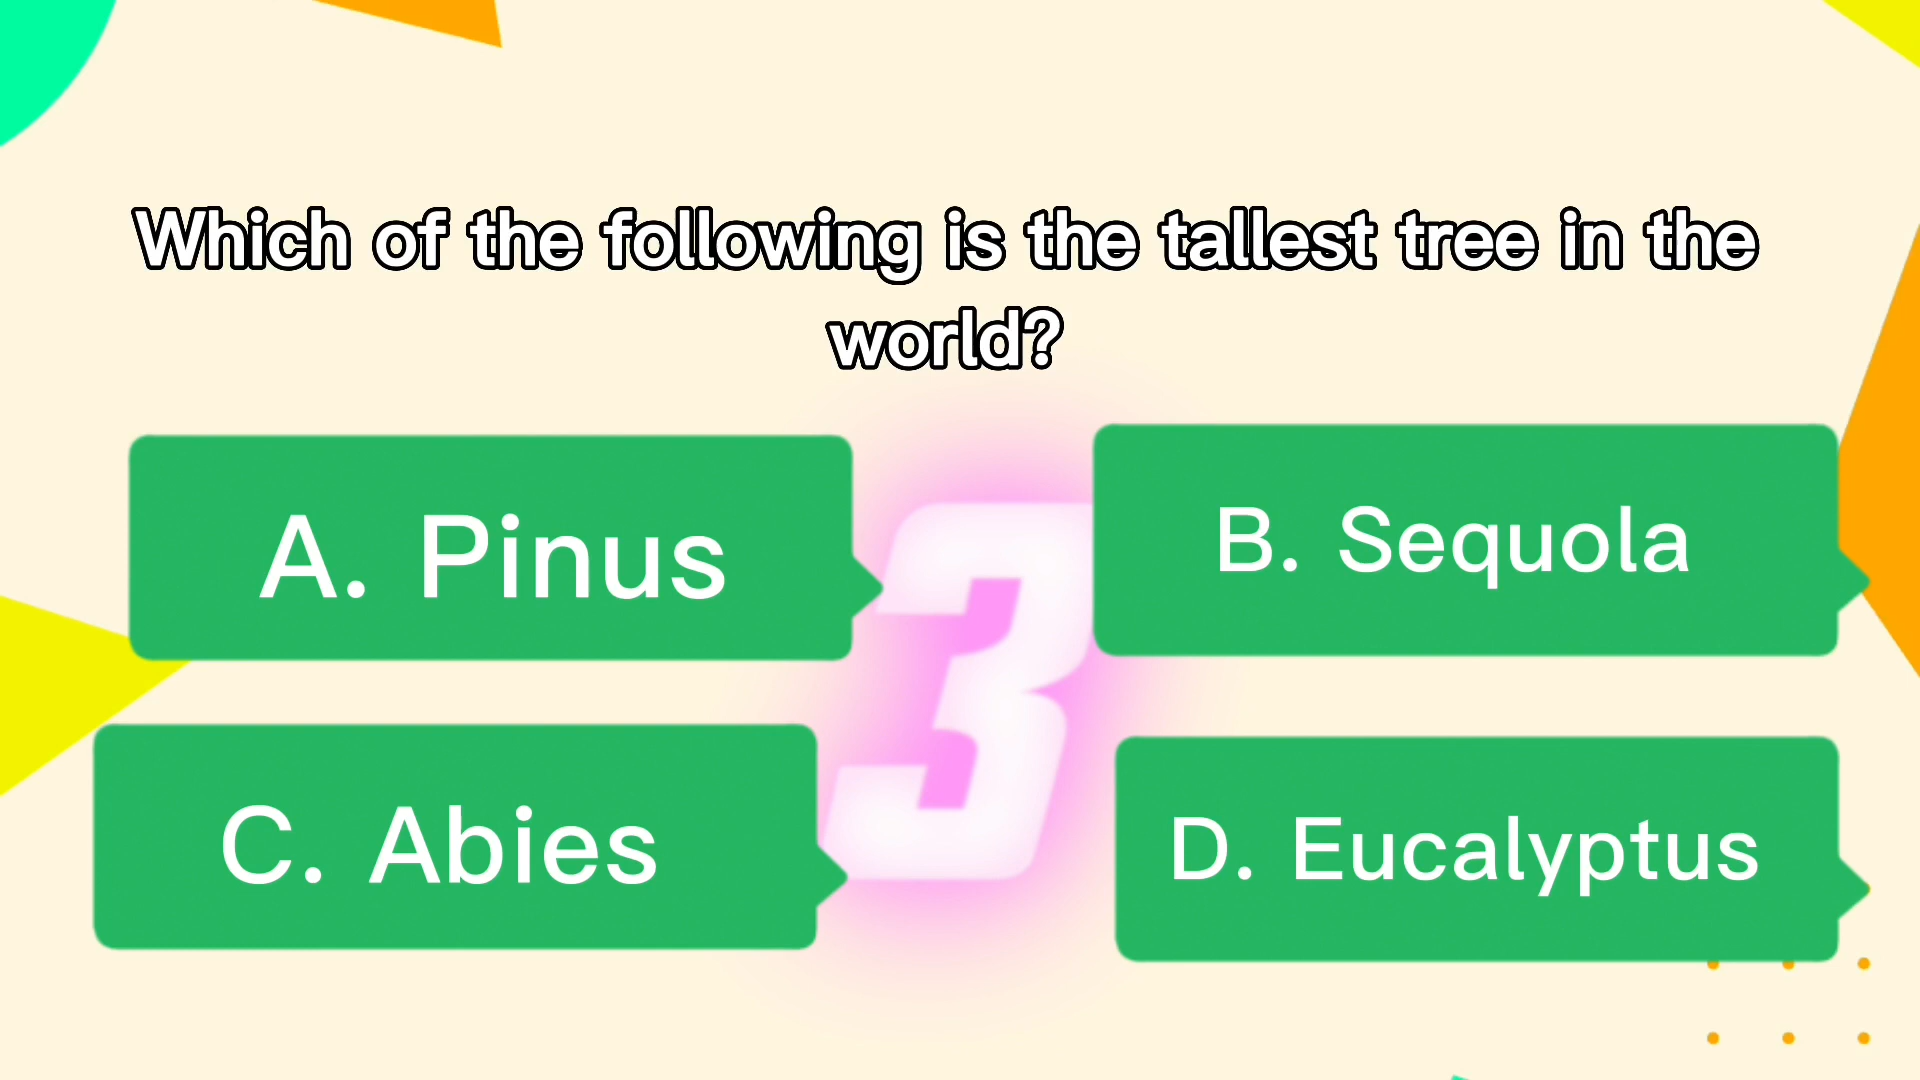 Which of the following is the tallest tree in the
world?
A. Pinus
B. Sequola
3
C. Abies
D. Eucalyptus